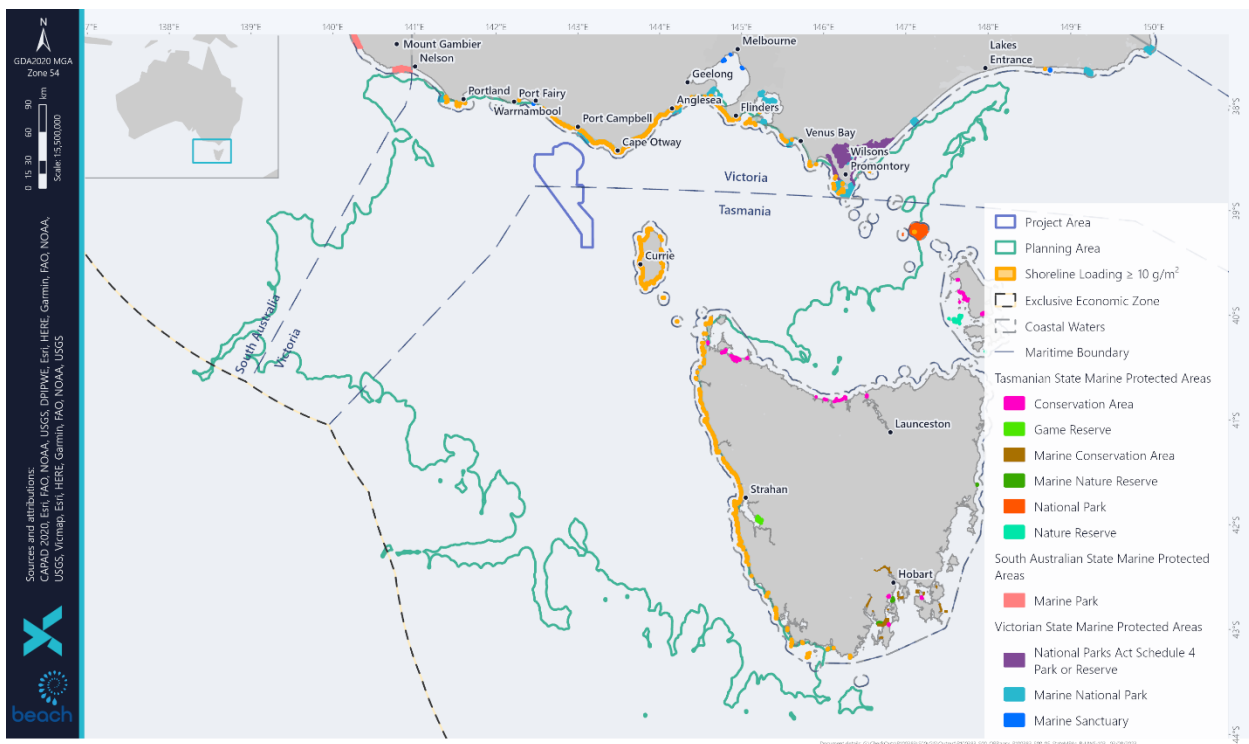 N
GDA2020 MGA
Zone 54
0 15 30 60 90
km
Scale: 1:5,500,000
Sources and attributions:
CAPAD 2020, Esri, FAO, NOAA, USGS, DPIPWE, Esri, HERE, Garmin, FAO, NOAA,
USGS, Vicmap, Esri, HERE, Garmin, FAO, NOAA, USGS
beach
7°E 138°E 139°E 140°E 141°E 142°E 143°E 144°E 145°E 146°E 147°E 148°E 149°E 150°E
38°S
39°S
40°S
41°S
42°S
43°S
44°S
Mount Gambier
Nelson
Portland
Port Fairy
Warrnambool
Port Campbell
Cape Otway
Anglesea
Geelong
Melbourne
Flinders
Venus Bay
Wilsons
Promontory
Lakes
Entrance
Victoria
Tasmania
South Australia
Victoria
Currie
Launceston
Strahan
Hobart
Project Area
Planning Area
Shoreline Loading ≥ 10 g/m²
Exclusive Economic Zone
Coastal Waters
Maritime Boundary
Tasmanian State Marine Protected Areas
Conservation Area
Game Reserve
Marine Conservation Area
Marine Nature Reserve
National Park
Nature Reserve
South Australian State Marine Protected
Areas
Marine Park
Victorian State Marine Protected Areas
National Parks Act Schedule 4
Park or Reserve
Marine National Park
Marine Sanctuary